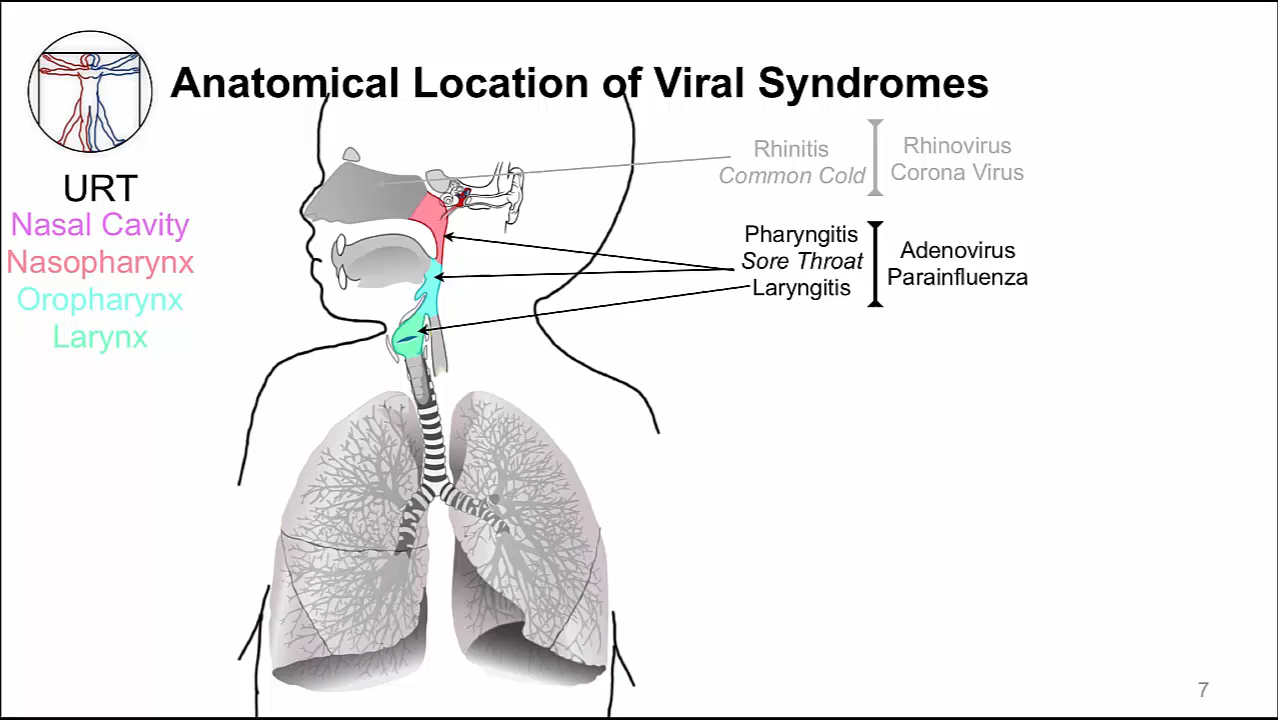 Anatomical Location of Viral Syndromes
URT
Nasal Cavity
Nasopharynx
Oropharynx
Larynx
Rhinitis
Common Cold
Rhinovirus
Corona Virus
Pharyngitis
Sore Throat
Laryngitis
Adenovirus
Parainfluenza
7